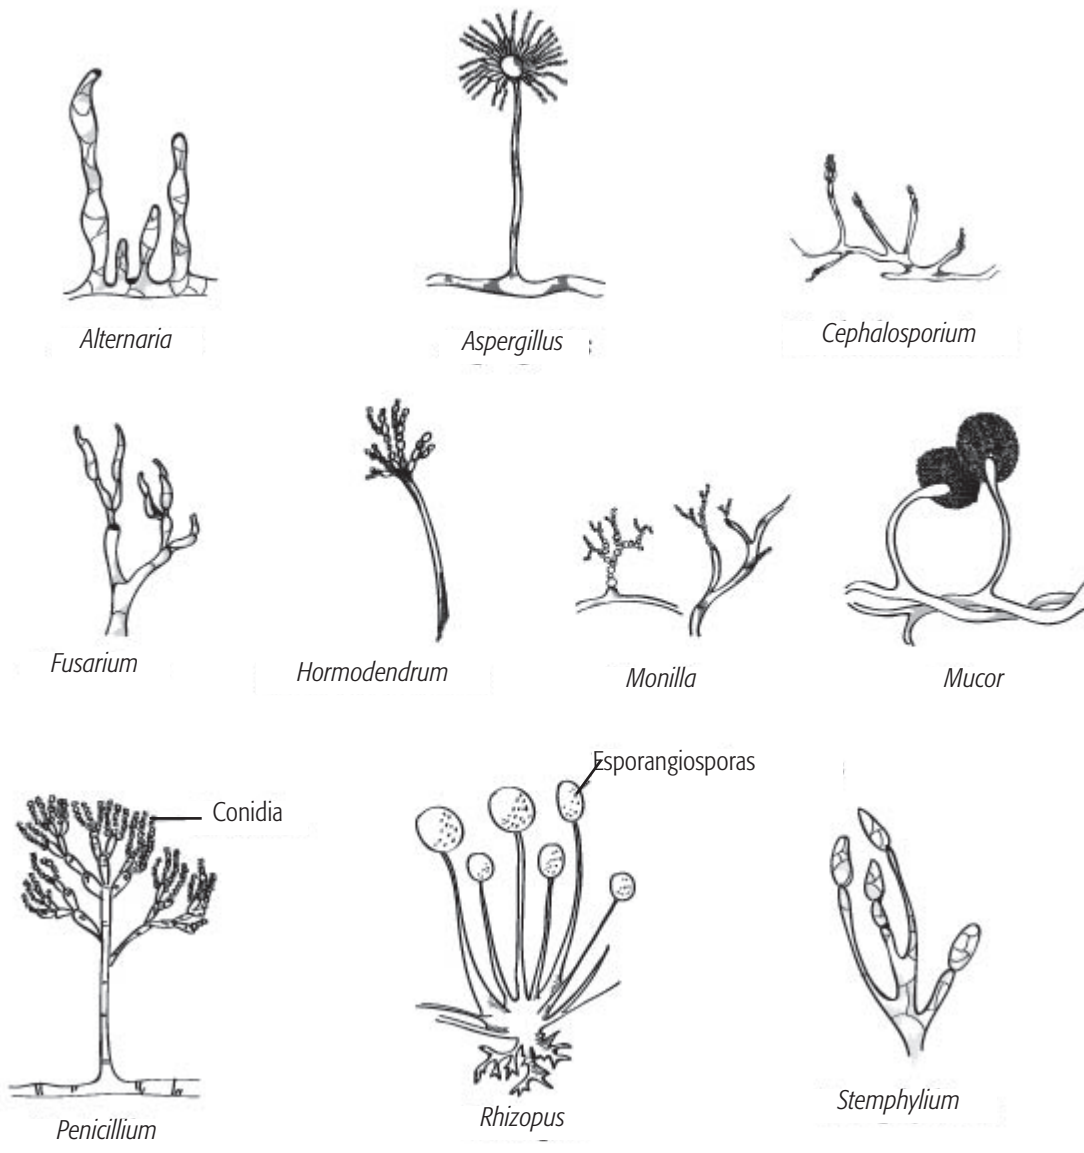 Alternaria
Aspergillus
Cephalosporium
Fusarium
Hormodendrum
Monilla
Mucor
Esporangiosporas
Conidia
Penicillium
Rhizopus
Stemphylium